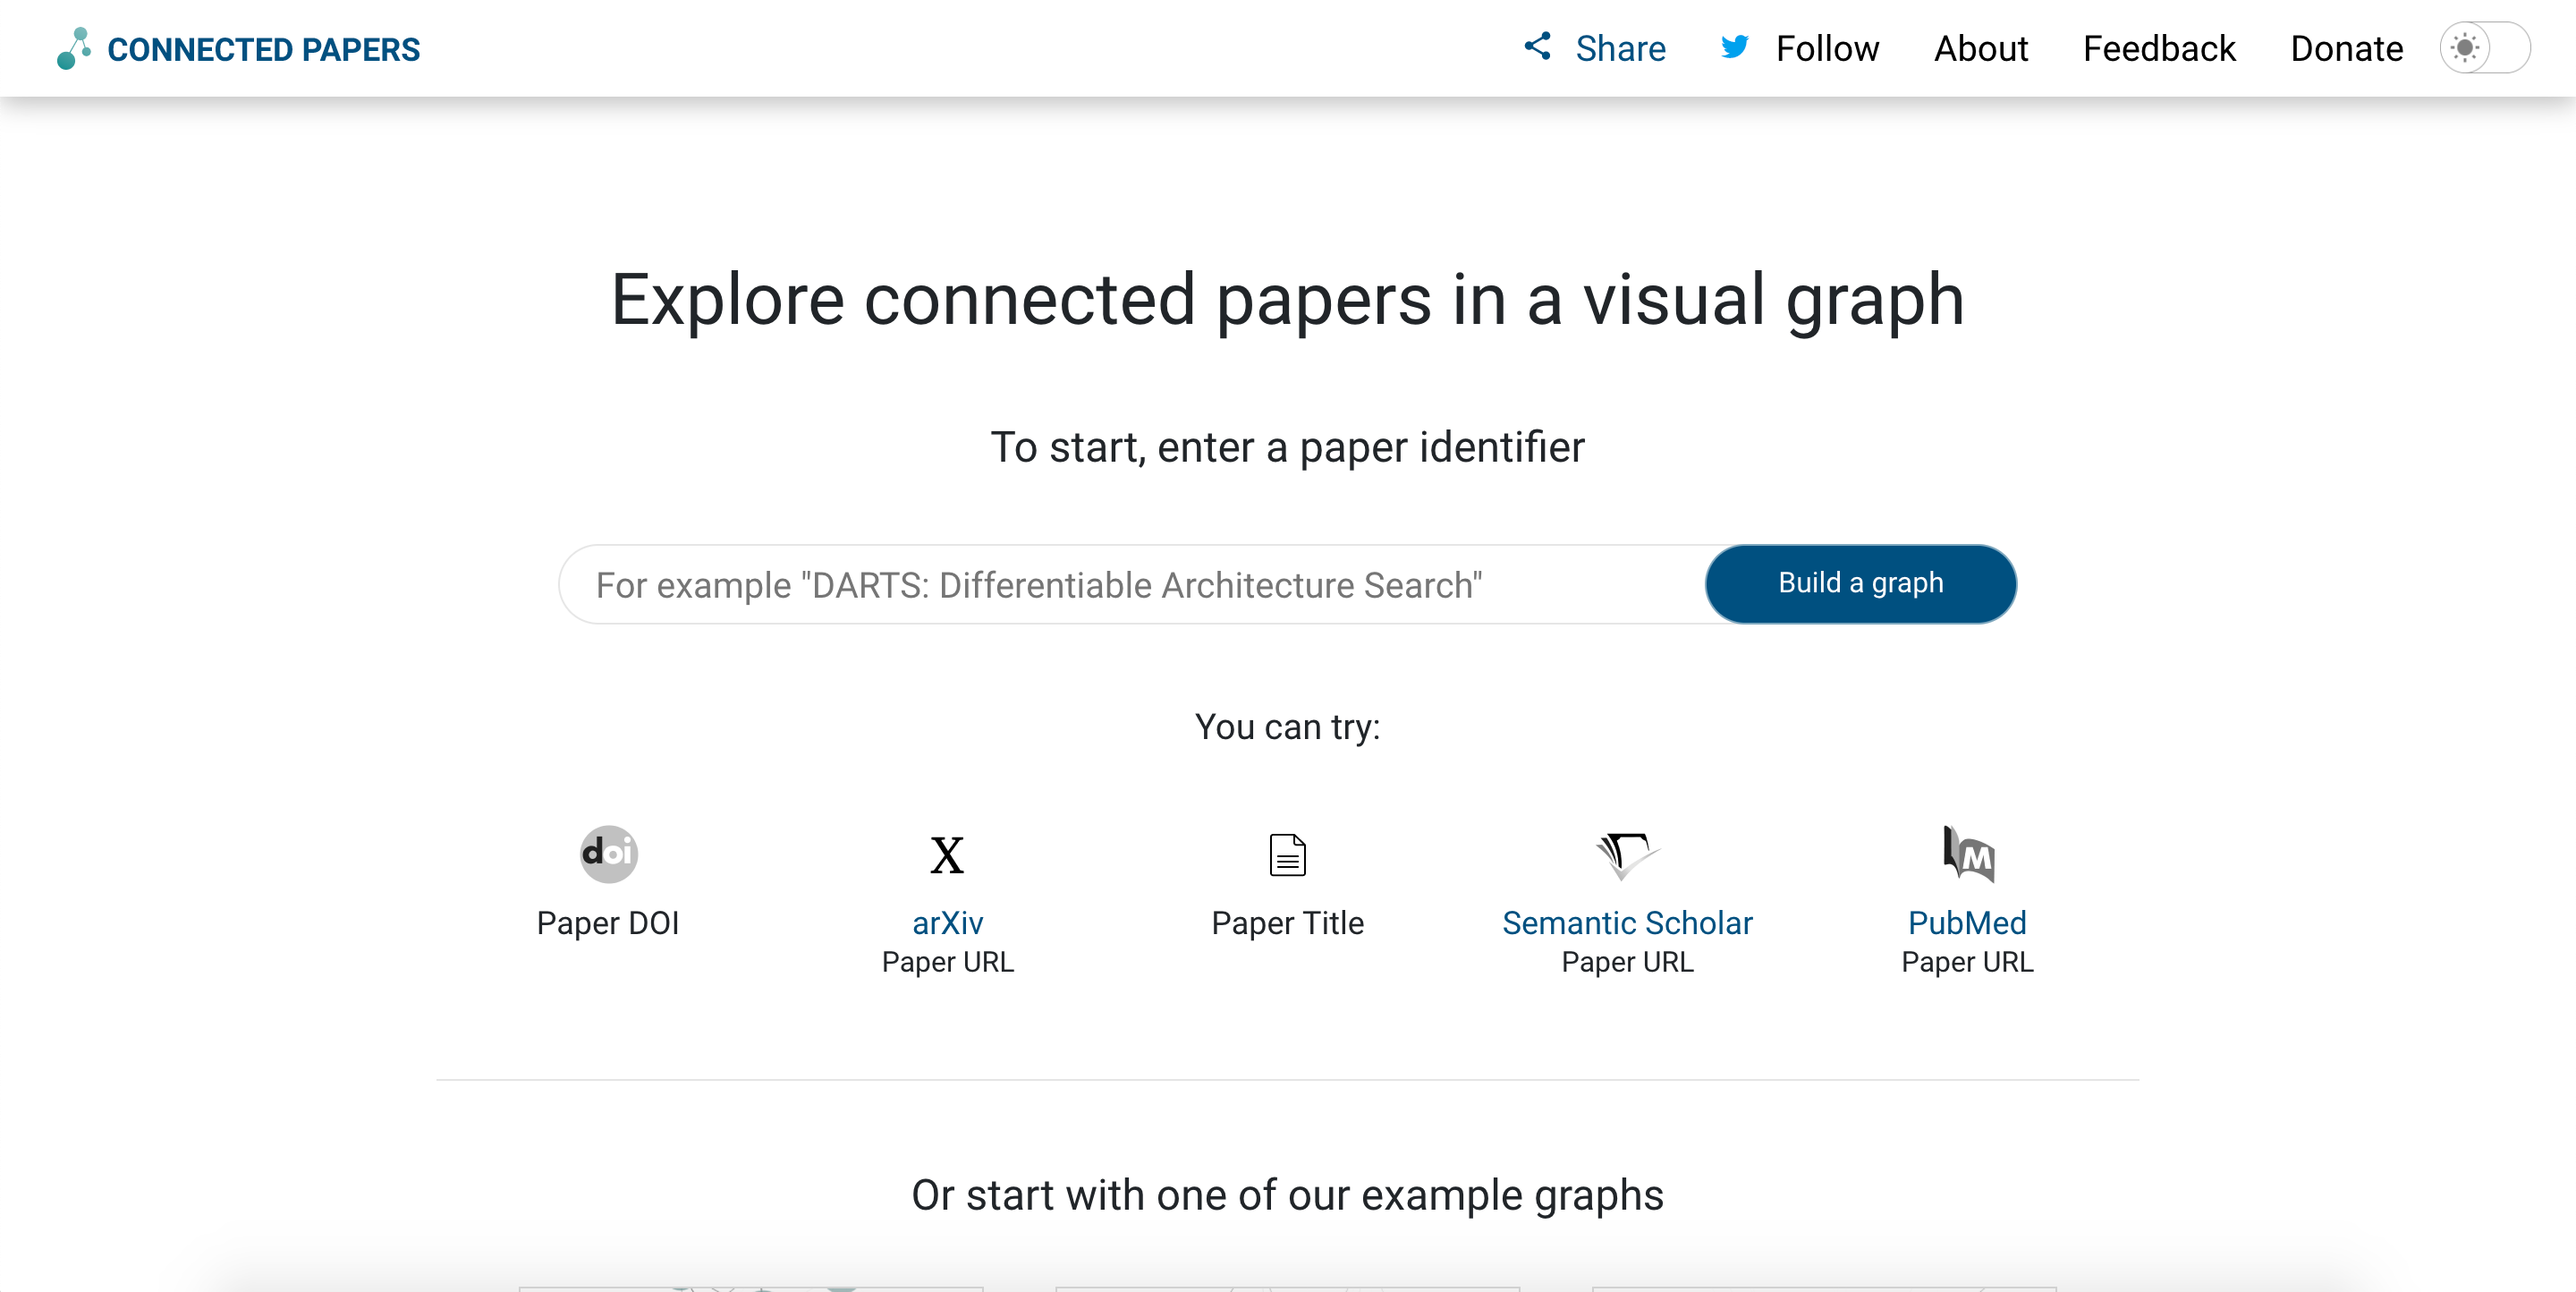 CONNECTED PAPERS
Share Follow About Feedback Donate
Explore connected papers in a visual graph
To start, enter a paper identifier
For example "DARTS: Differentiable Architecture Search"
Build a graph
You can try:
doi
X
M
Paper DOI
arXiv
Paper URL
Paper Title
Semantic Scholar
Paper URL
PubMed
Paper URL
Or start with one of our example graphs